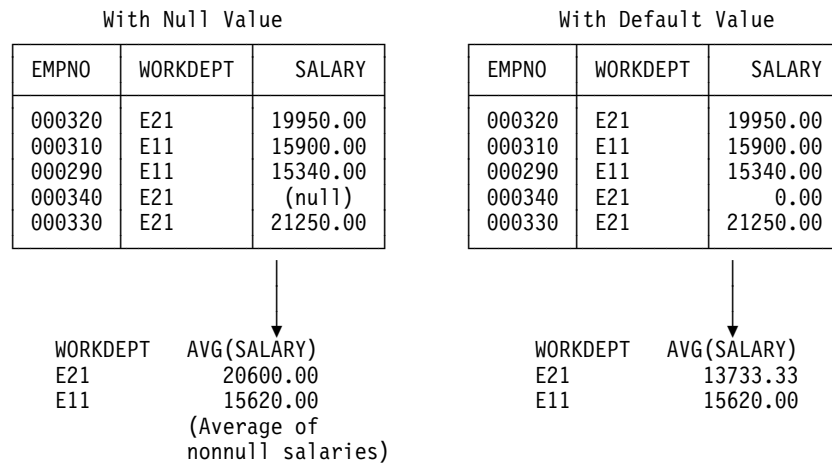 With Null Value
EMPNO WORKDEPT SALARY
000320 E21 19950.00
000310 E11 15900.00
000290 E11 15340.00
000340 E21 (null)
000330 E21 21250.00
WORKDEPT AVG(SALARY)
E21 20600.00
E11 15620.00
(Average of
nonnull salaries)
With Default Value
EMPNO WORKDEPT SALARY
000320 E21 19950.00
000310 E11 15900.00
000290 E11 15340.00
000340 E21 0.00
000330 E21 21250.00
WORKDEPT AVG(SALARY)
E21 13733.33
E11 15620.00